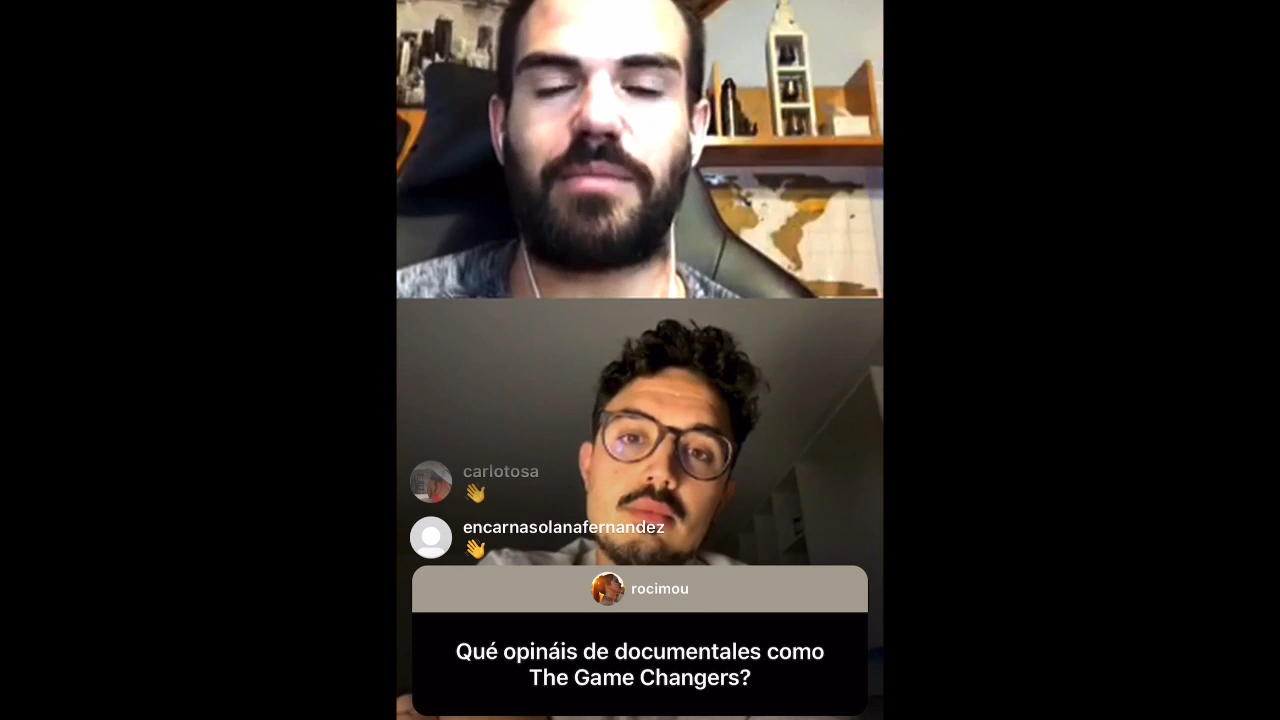 carlotosa
👋
encarnasolanafernandez
👋
rocimou
Qué opináis de documentales como
The Game Changers?